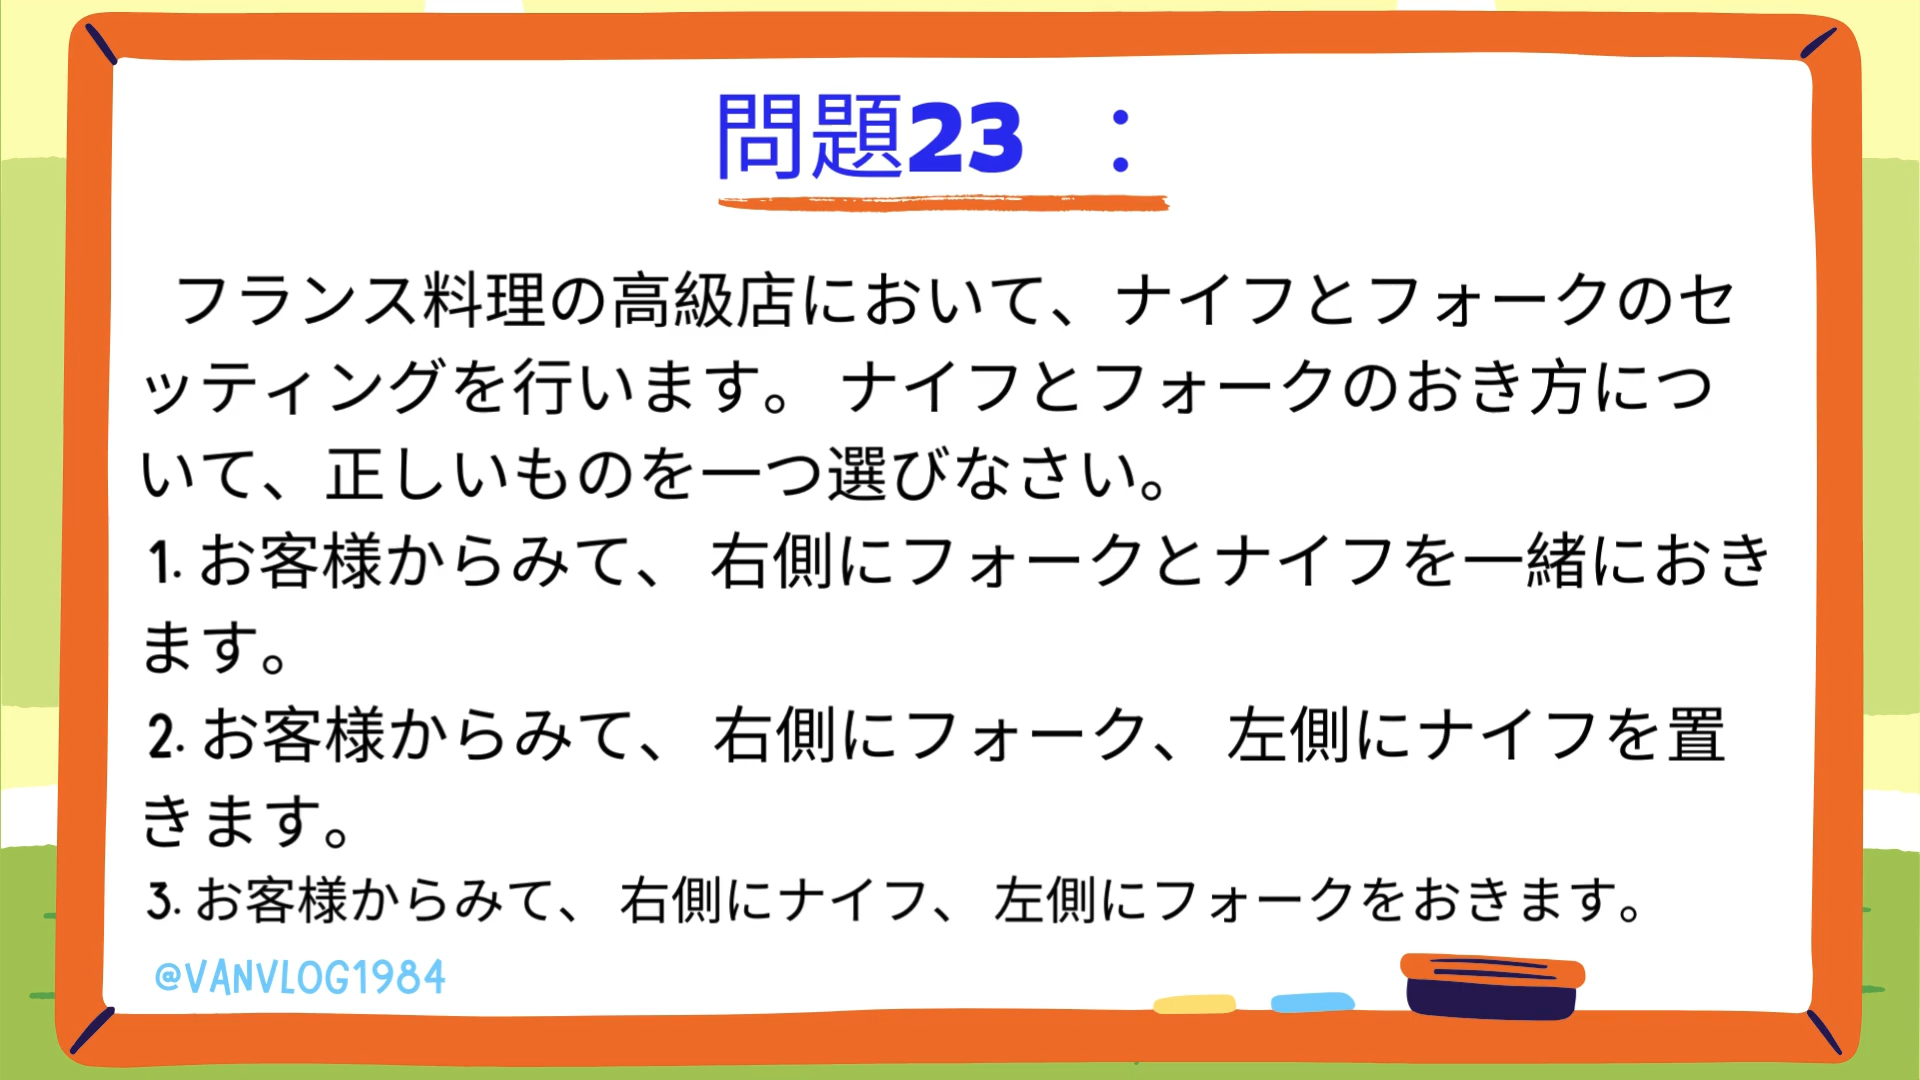 問題23 ：
フランス料理の高級店において、ナイフとフォークのセ
ッティングを行います。 ナイフとフォークのおき方につ
いて、正しいものを一つ選びなさい。
1. お客様からみて、 右側にフォークとナイフを一緒におき
ます。
2. お客様からみて、 右側にフォーク、 左側にナイフを置
きます。
3. お客様からみて、 右側にナイフ、 左側にフォークをおきます。
@VANVLOG1984